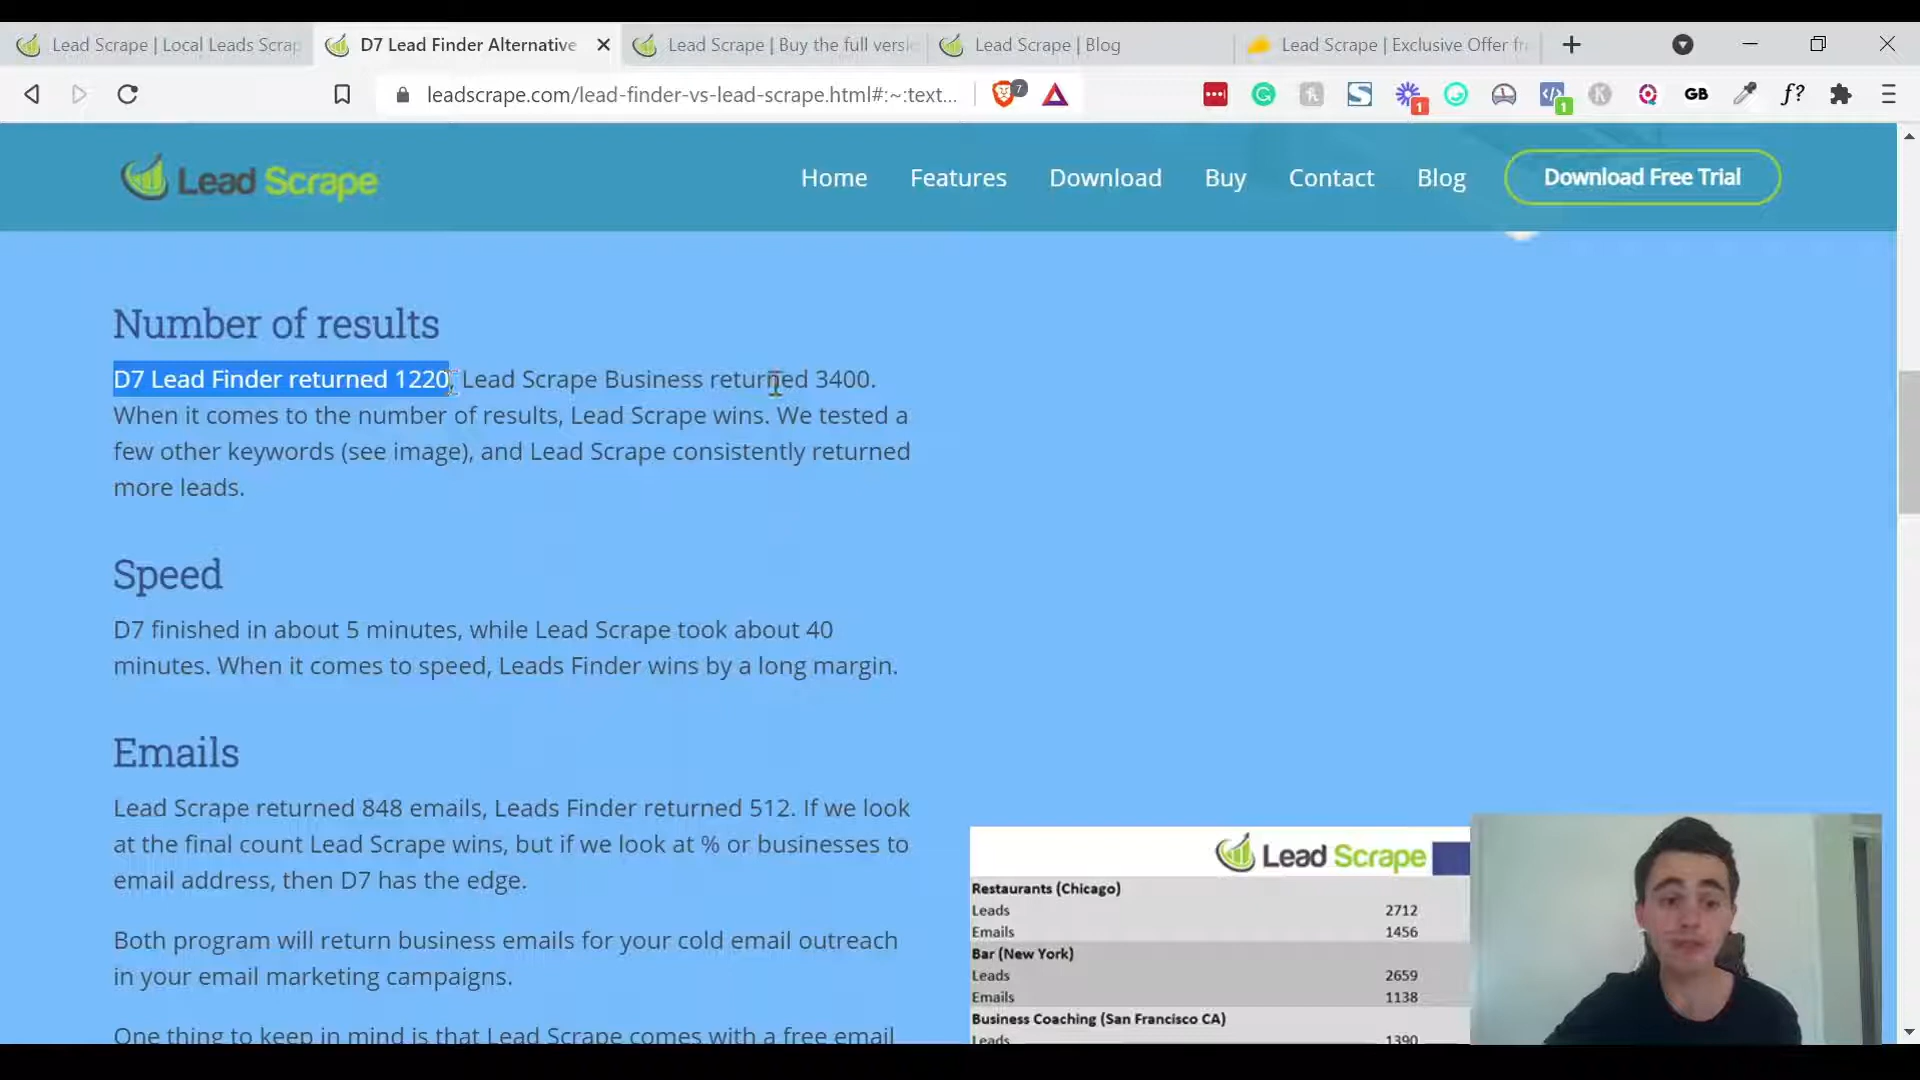 Lead Scrape | Local Leads Scrap
D7 Lead Finder Alternative
Lead Scrape | Buy the full versi
Lead Scrape | Blog
Lead Scrape | Exclusive Offer fr
leadscrape.com/lead-finder-vs-lead-scrape.html#:~:text...
7
1
1
GB
f?
Lead Scrape
Home
Features
Download
Buy
Contact
Blog
Download Free Trial
Number of results
D7 Lead Finder returned 1220, Lead Scrape Business returned 3400.
When it comes to the number of results, Lead Scrape wins. We tested a
few other keywords (see image), and Lead Scrape consistently returned
more leads.
Speed
D7 finished in about 5 minutes, while Lead Scrape took about 40
minutes. When it comes to speed, Leads Finder wins by a long margin.
Emails
Lead Scrape returned 848 emails, Leads Finder returned 512. If we look
at the final count Lead Scrape wins, but if we look at % or businesses to
email address, then D7 has the edge.
Both program will return business emails for your cold email outreach
in your email marketing campaigns.
One thing to keep in mind is that Lead Scrape comes with a free email
Lead Scrape
Restaurants (Chicago)
Leads 2712
Emails 1456
Bar (New York)
Leads 2659
Emails 1138
Business Coaching (San Francisco CA)
Leads 1390